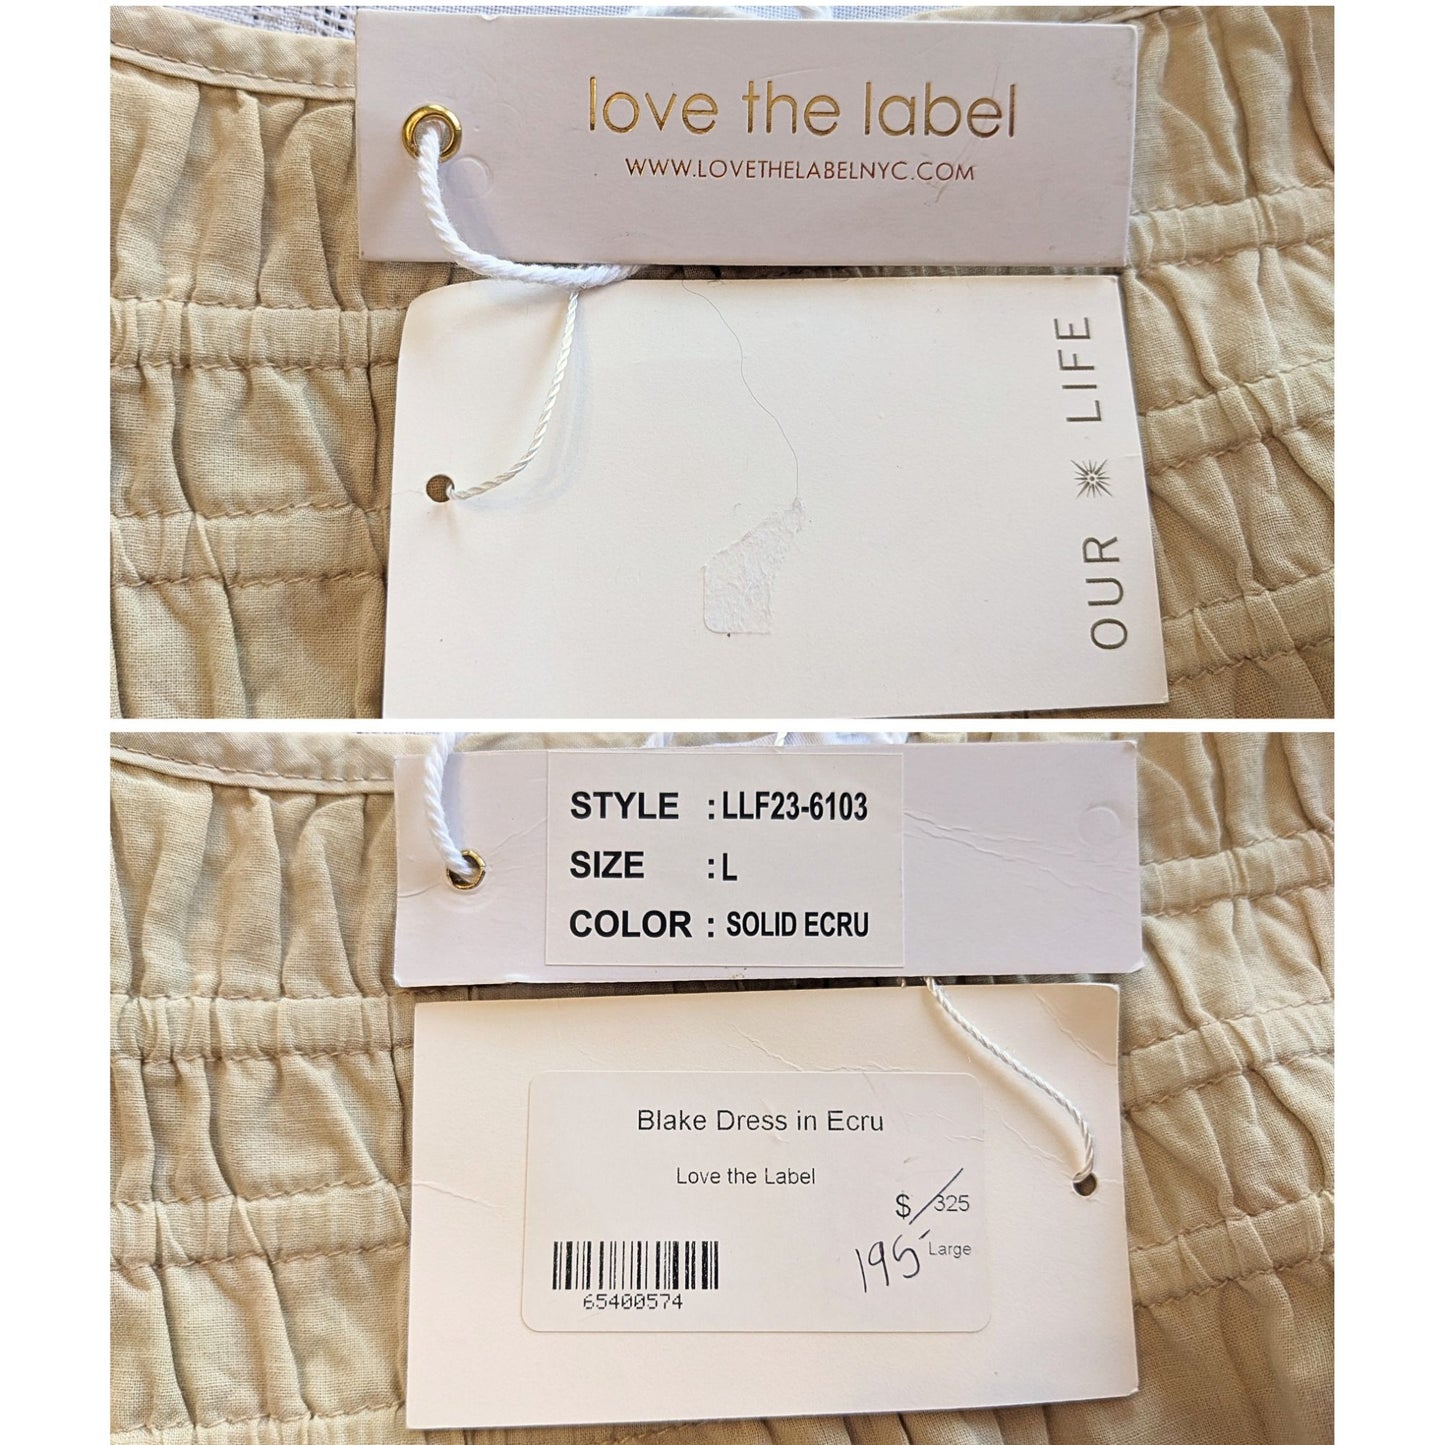 love the label
WWW.LOVETHELABELNYC.COM
OUR LIFE
STYLE : LLF23-6103
SIZE : L
COLOR : SOLID ECRU
Blake Dress in Ecru
Love the Label
$ 325
195-
Large
65400574